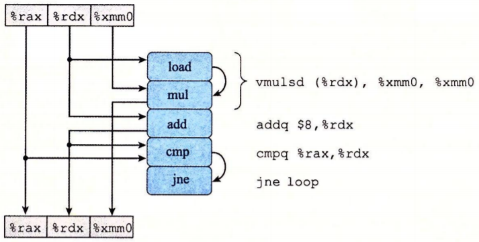 %rax %rdx %xmm0
load
mul
vmulsd (%rdx), %xmm0, %xmm0
add
addq $8,%rdx
cmp
cmpq %rax,%rdx
jne
jne loop
%rax %rdx %xmm0